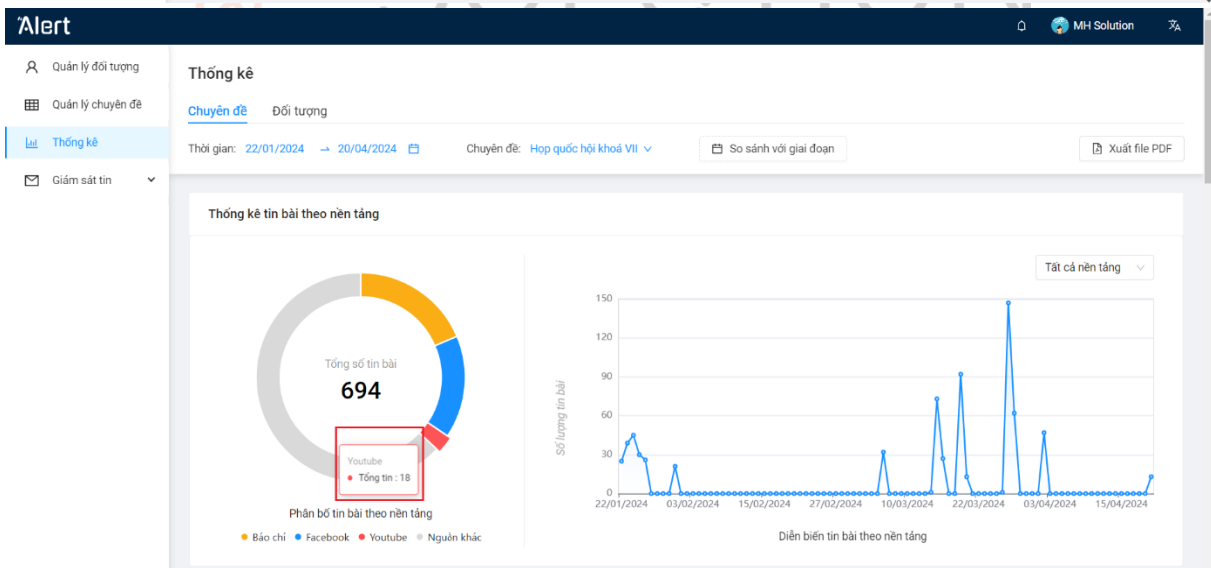 Alert
MH Solution
Quản lý đối tượng
Quản lý chuyên đề
Thống kê
Giám sát tin
Thống kê
Chuyên đề
Đối tượng
Thời gian: 22/01/2024 → 20/04/2024
Chuyên đề: Họp quốc hội khoá VII
So sánh với giai đoạn
Xuất file PDF
Thống kê tin bài theo nền tảng
Tổng số tin bài
694
Youtube
Tổng tin : 18
Phân bố tin bài theo nền tảng
Báo chí Facebook Youtube Nguồn khác
Tất cả nền tảng
Số lượng tin bài
150
120
90
60
30
0
22/01/2024 03/02/2024 15/02/2024 27/02/2024 10/03/2024 22/03/2024 03/04/2024 15/04/2024
Diễn biến tin bài theo nền tảng